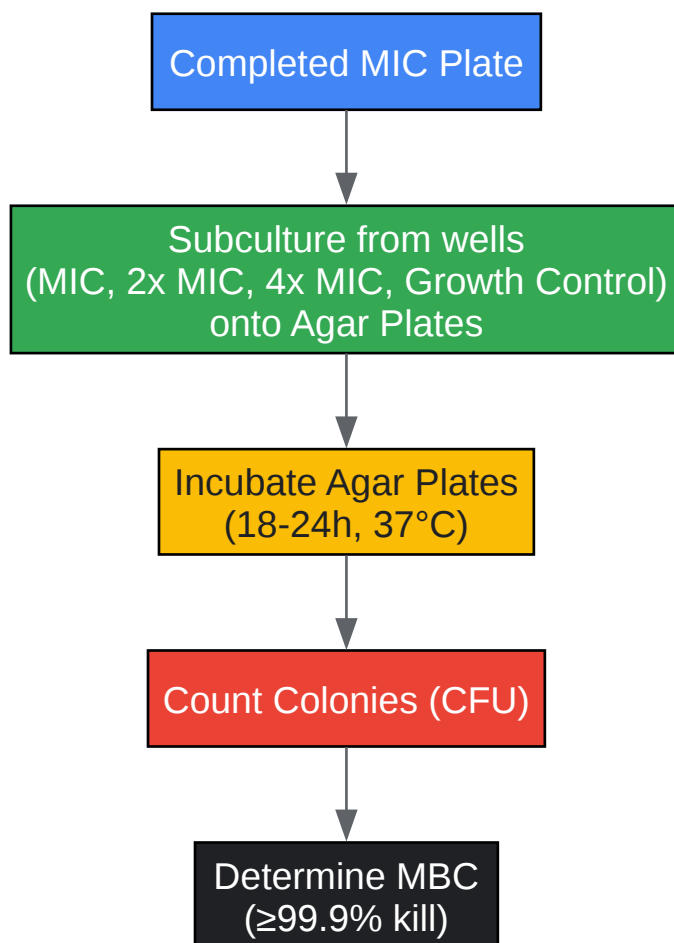 Completed MIC Plate
Subculture from wells
(MIC, 2x MIC, 4x MIC, Growth Control)
onto Agar Plates
Incubate Agar Plates
(18-24h, 37°C)
Count Colonies (CFU)
Determine MBC
(≥99.9% kill)